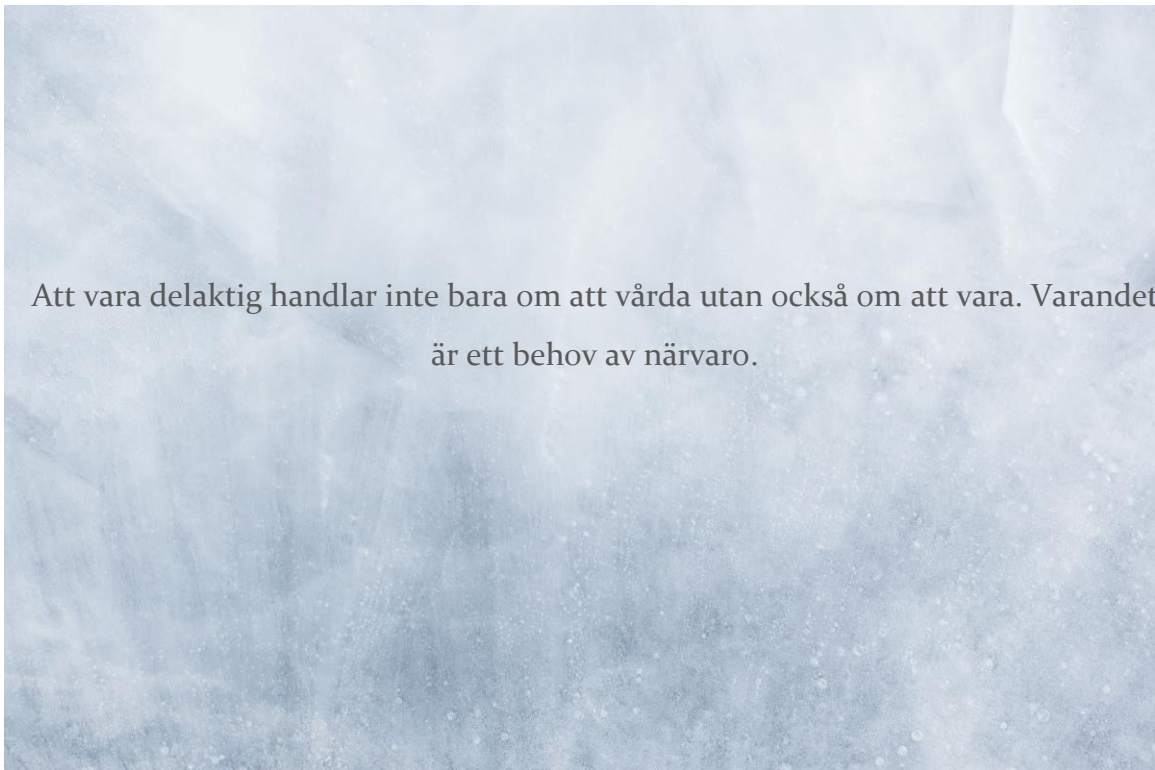 Att vara delaktig handlar inte bara om att vårda utan också om att vara. Varandet
är ett behov av närvaro.